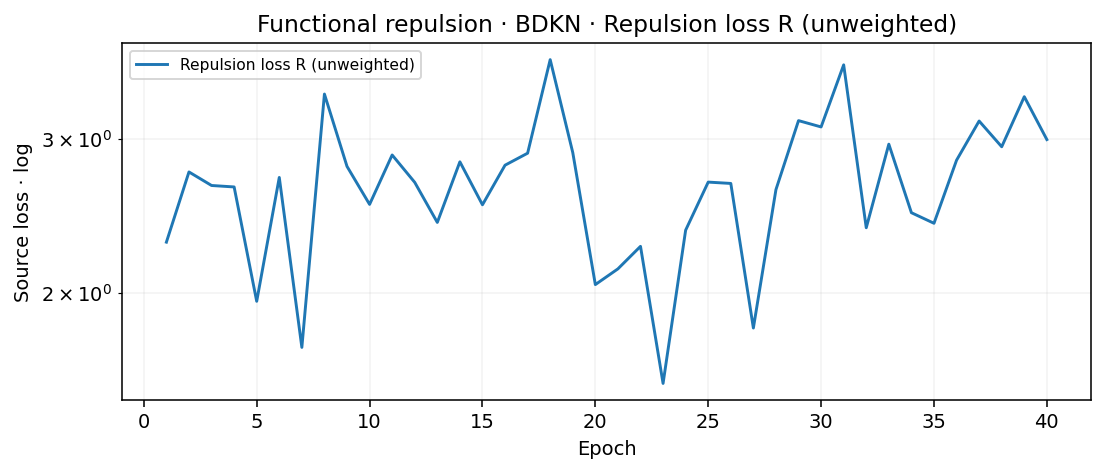 Functional repulsion · BDKN · Repulsion loss R (unweighted)
Repulsion loss R (unweighted)
3 × 10⁰
2 × 10⁰
Source loss · log
0 5 10 15 20 25 30 35 40
Epoch